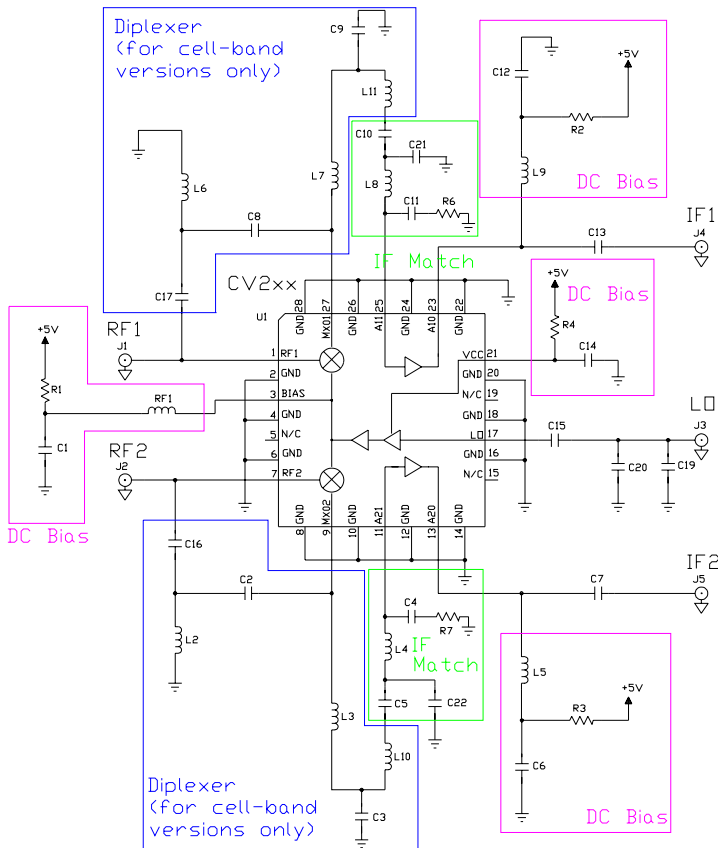 Diplexer
(for cell-band
versions only)
C9
L11
C10
C21
L7
L8
C11
R6
IF Match
C12
+5V
R2
L9
DC Bias
L6
C8
C17
IF1
J4
C13
CV2xx
U1
GND 28
MXO1 27
GND 26
A11 25
GND 24
A10 23
GND 22
DC Bias
+5V
R4
C14
+5V
R1
RF1
C1
DC Bias
RF1
J1
RF2
J2
1 RF1
2 GND
3 BIAS
4 GND
5 N/C
6 GND
7 RF2
VCC 21
GND 20
N/C 19
GND 18
LO 17
GND 16
N/C 15
8 GND
9 MXO2
10 GND
11 A21
12 GND
13 A20
14 GND
LO
J3
C15
C20
C19
C16
C2
L2
L3
C4
R7
L4
IF
Match
C5
C22
L10
C3
Diplexer
(for cell-band
versions only)
IF2
J5
C7
L5
+5V
R3
C6
DC Bias